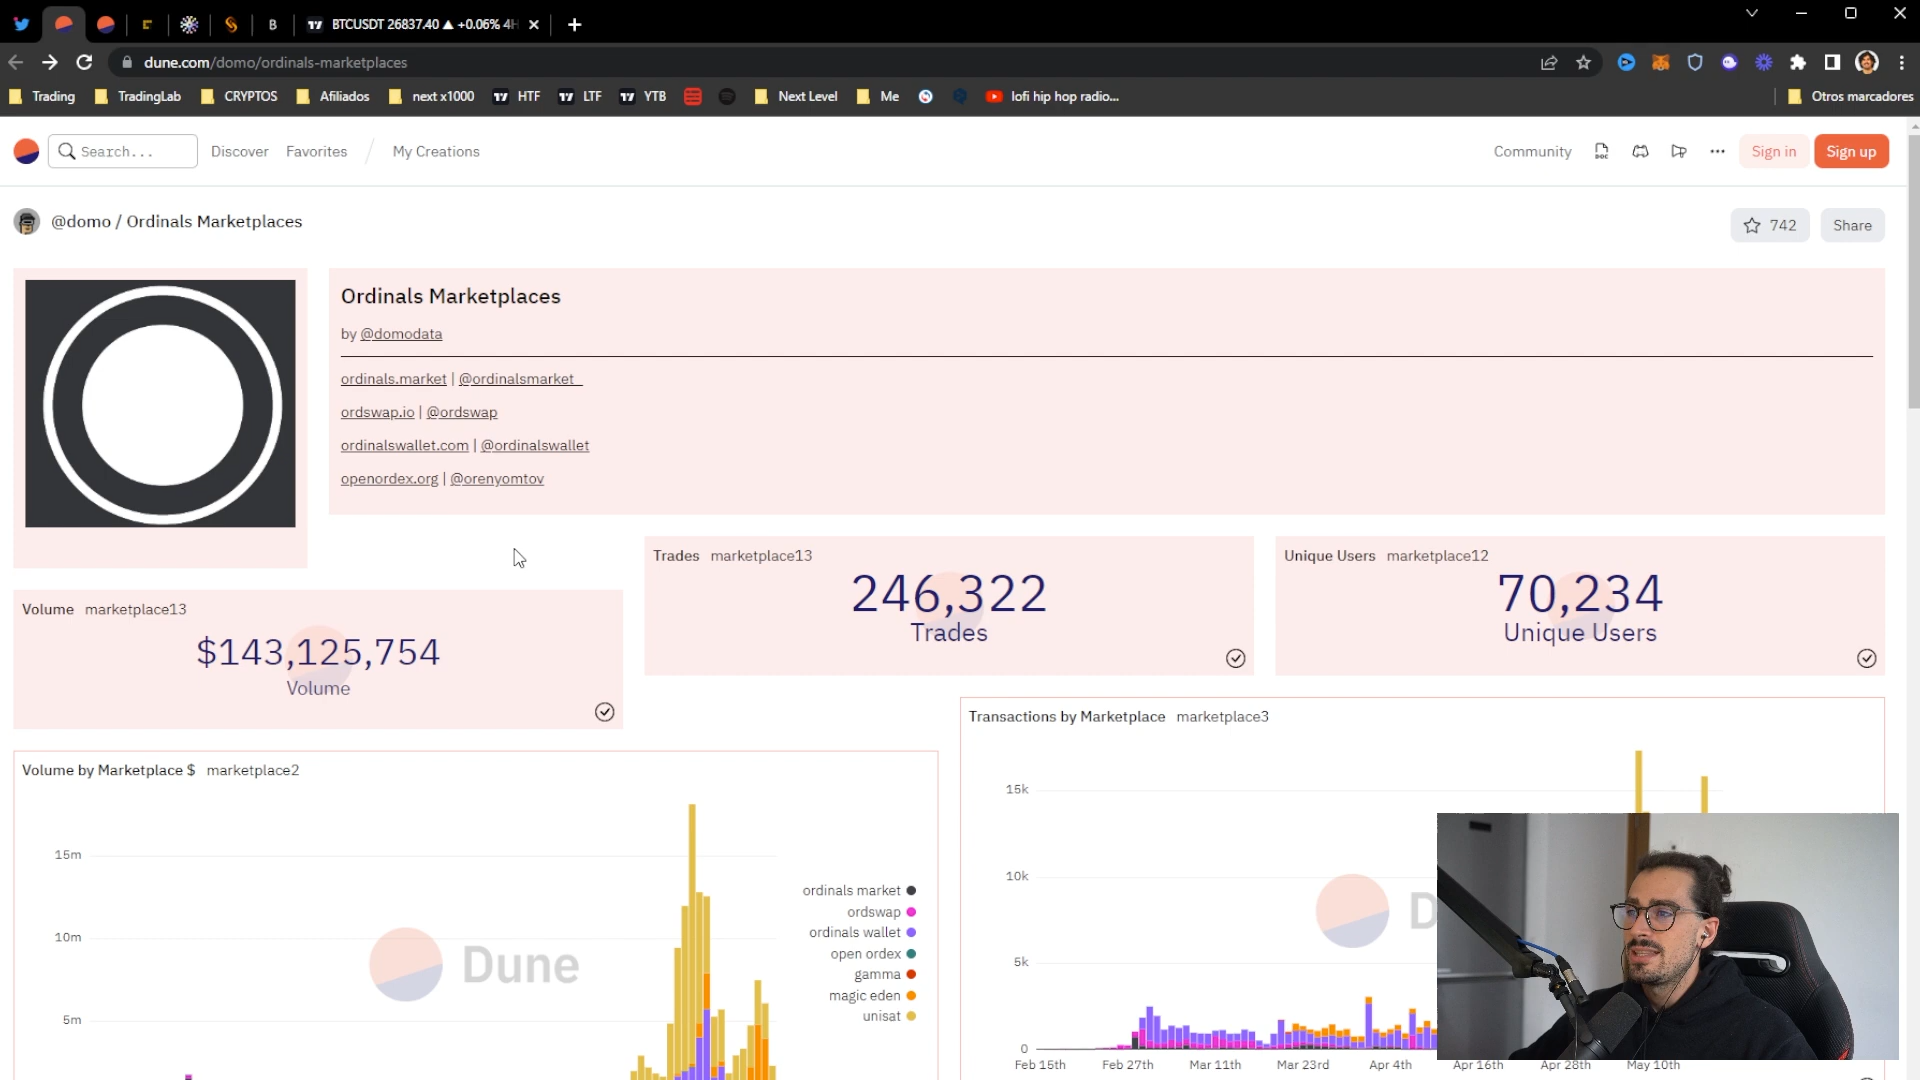 BTCUSDT 26837.40 ▲ +0.06% 4H
dune.com/domo/ordinals-marketplaces
Trading TradingLab CRYPTOS Afiliados next x1000 HTF LTF YTB Next Level Me lofi hip hop radio... Otros marcadores
Search... Discover Favorites / My Creations Community DOC ... Sign in Sign up
@domo / Ordinals Marketplaces
742 Share
Ordinals Marketplaces
by @domodata
ordinals.market | @ordinalsmarket_
ordswap.io | @ordswap
ordinalswallet.com | @ordinalswallet
openordex.org | @orenyomtov
Volume marketplace13
$143,125,754
Volume
Trades marketplace13
246,322
Trades
Unique Users marketplace12
70,234
Unique Users
Volume by Marketplace $ marketplace2
15m
10m
5m
Dune
ordinals market
ordswap
ordinals wallet
open ordex
gamma
magic eden
unisat
Transactions by Marketplace marketplace3
15k
10k
5k
0
D
Feb 15th Feb 27th Mar 11th Mar 23rd Apr 4th Apr 16th Apr 28th May 10th